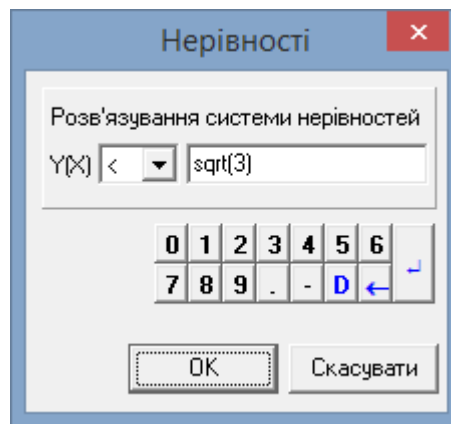 Нерівності
Розв'язування системи нерівностей
Y(X) < sqrt(3)
0 1 2 3 4 5 6
7 8 9 . - D ←
OK Скасувати